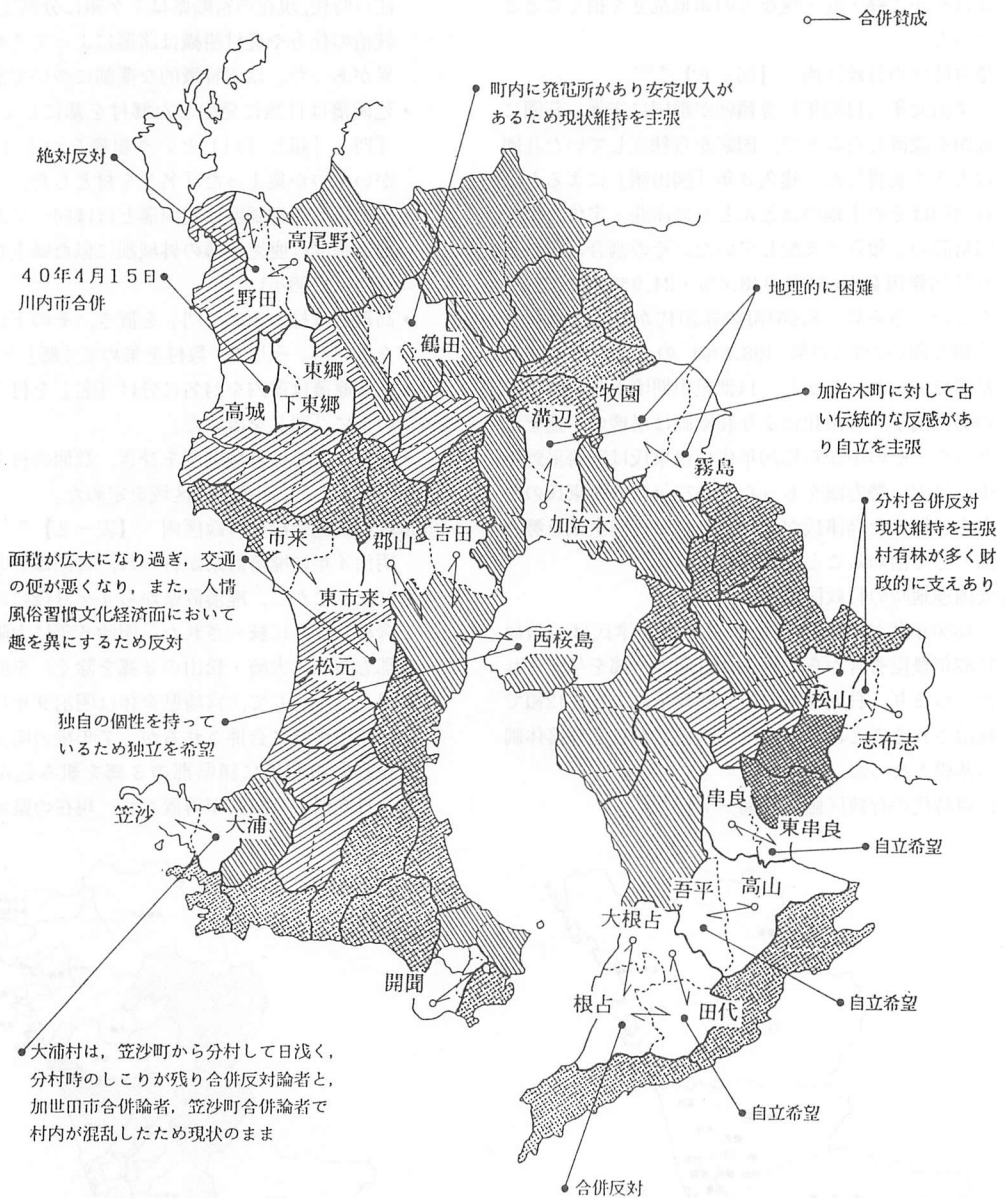 合併賛成
町内に発電所があり安定収入が
あるため現状維持を主張
絶対反対
高尾野
40年4月15日
川内市合併
野田
地理的に困難
鶴田
東郷
牧園
加治木町に対して古
い伝統的な反感があ
り自立を主張
高城
下東郷
溝辺
霧島
分村合併反対
現状維持を主張
村有林が多く財
政的に支えあり
加治木
市来
郡山
吉田
面積が広大になり過ぎ，交通
の便が悪くなり，また，人情
風俗習慣文化経済面において
趣を異にするため反対
東市来
西桜島
松元
松山
志布志
独自の個性を持って
いるため独立を希望
笠沙
大浦
串良
東串良
自立希望
吾平
高山
大根占
開聞
根占
田代
自立希望
大浦村は，笠沙町から分村して日浅く，
分村時のしこりが残り合併反対論者と，
加世田市合併論者，笠沙町合併論者で
村内が混乱したため現状のまま
自立希望
合併反対